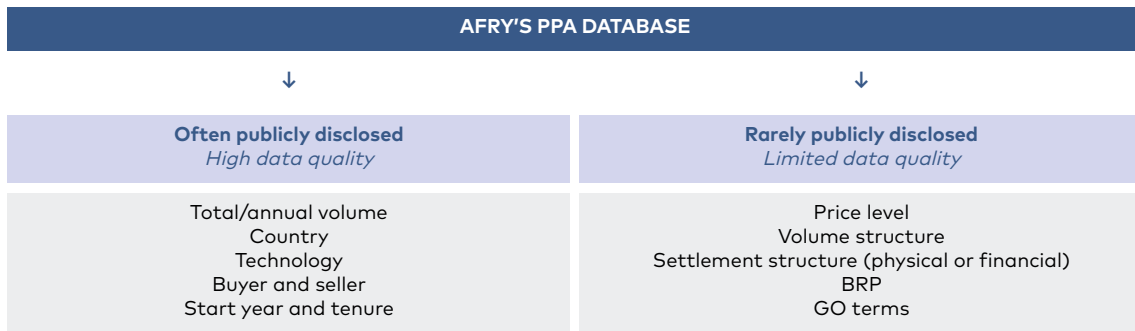 AFRY'S PPA DATABASE
Often publicly disclosed
High data quality
Total/annual volume
Country
Technology
Buyer and seller
Start year and tenure
Rarely publicly disclosed
Limited data quality
Price level
Volume structure
Settlement structure (physical or financial)
BRP
GO terms